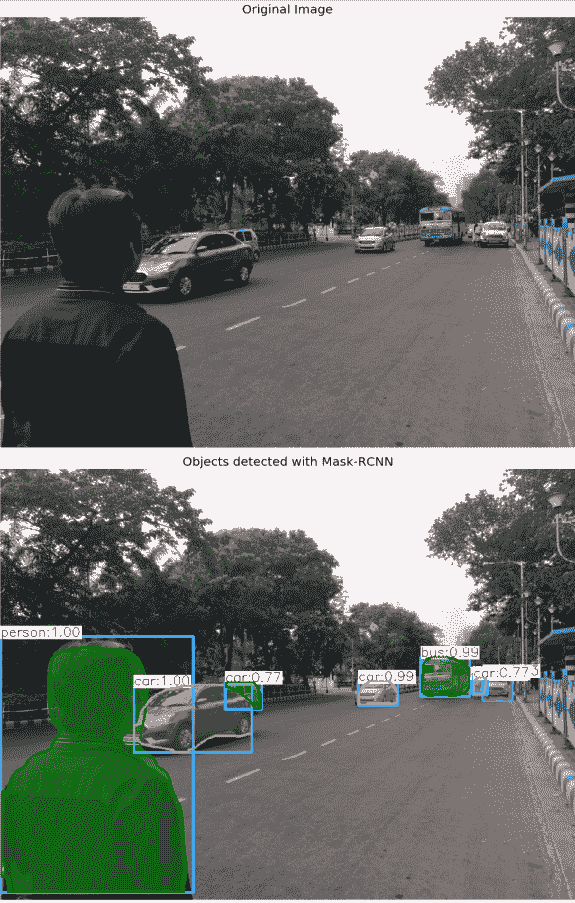 Original Image
Objects detected with Mask-RCNN
person:1.00
car:1.00
car:0.77
car:0.99
bus:0.99
car:0.773